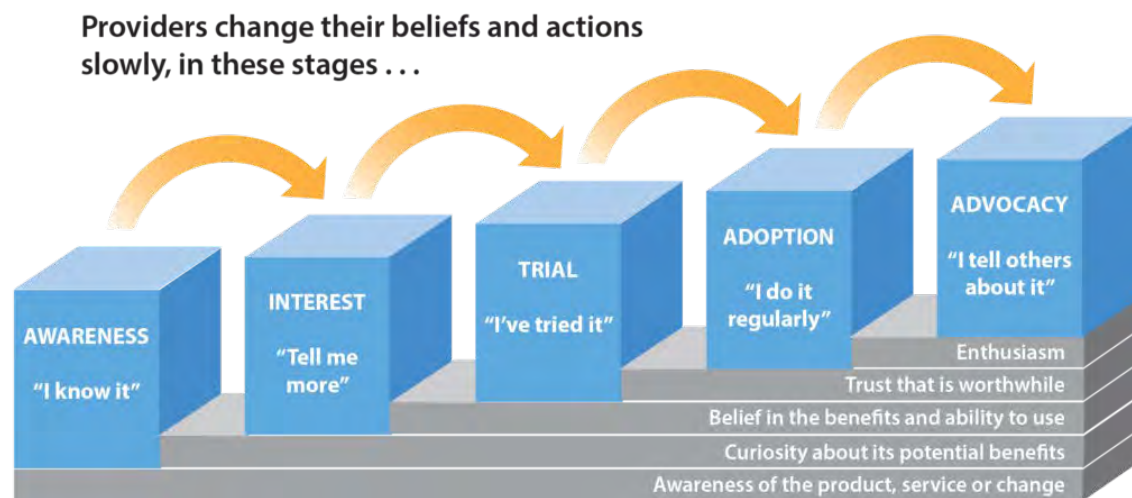 Providers change their beliefs and actions
slowly, in these stages . . .
AWARENESS
“I know it”
INTEREST
“Tell me
more”
TRIAL
“I’ve tried it”
ADOPTION
“I do it
regularly”
ADVOCACY
“I tell others
about it”
Enthusiasm
Trust that is worthwhile
Belief in the benefits and ability to use
Curiosity about its potential benefits
Awareness of the product, service or change